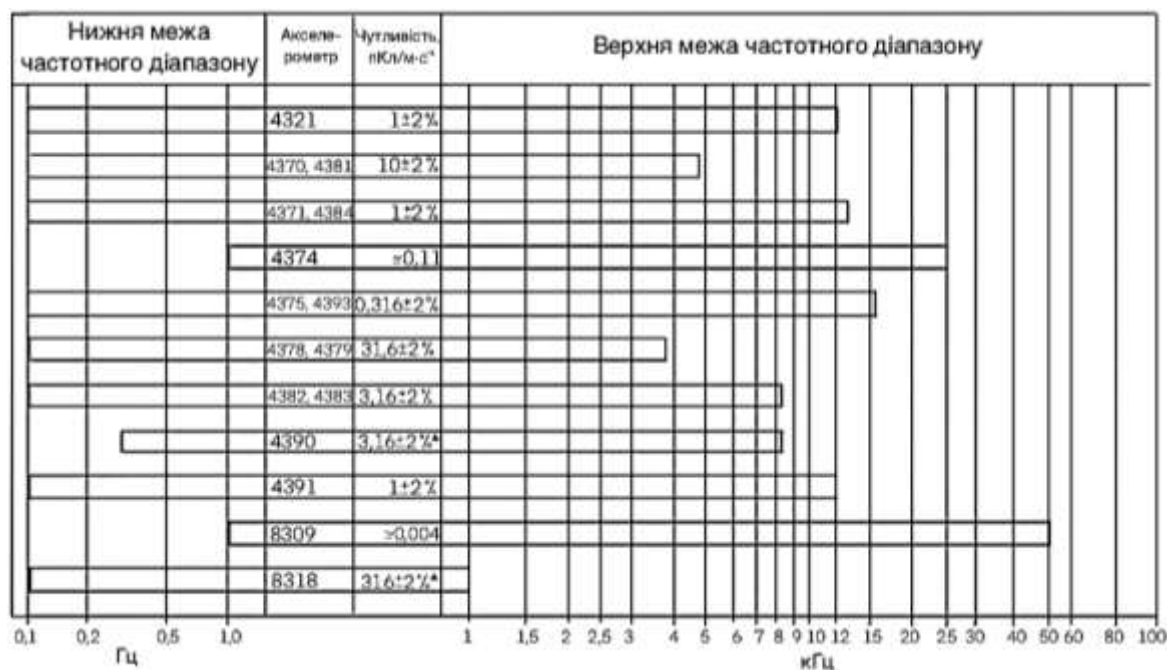 Нижня межа
частотного діапазону
Акселе-
рометр
Чутливість,
пКл/м·с⁻²
Верхня межа частотного діапазону
4321 1±2%
4370, 4381 10±2%
4371, 4384 1±2%
4374 ≃0,11
4375, 4393 0,316±2%
4378, 4379 31,6±2%
4382, 4383 3,16±2%
4390 3,16±2%*
4391 1±2%
8309 ≃0,004
8318 316±2%*
0,1 0,2 0,5 1,0 1 1,5 2 2,5 3 4 5 6 7 8 9 10 12 15 20 25 30 40 50 60 80 100
Гц кГц